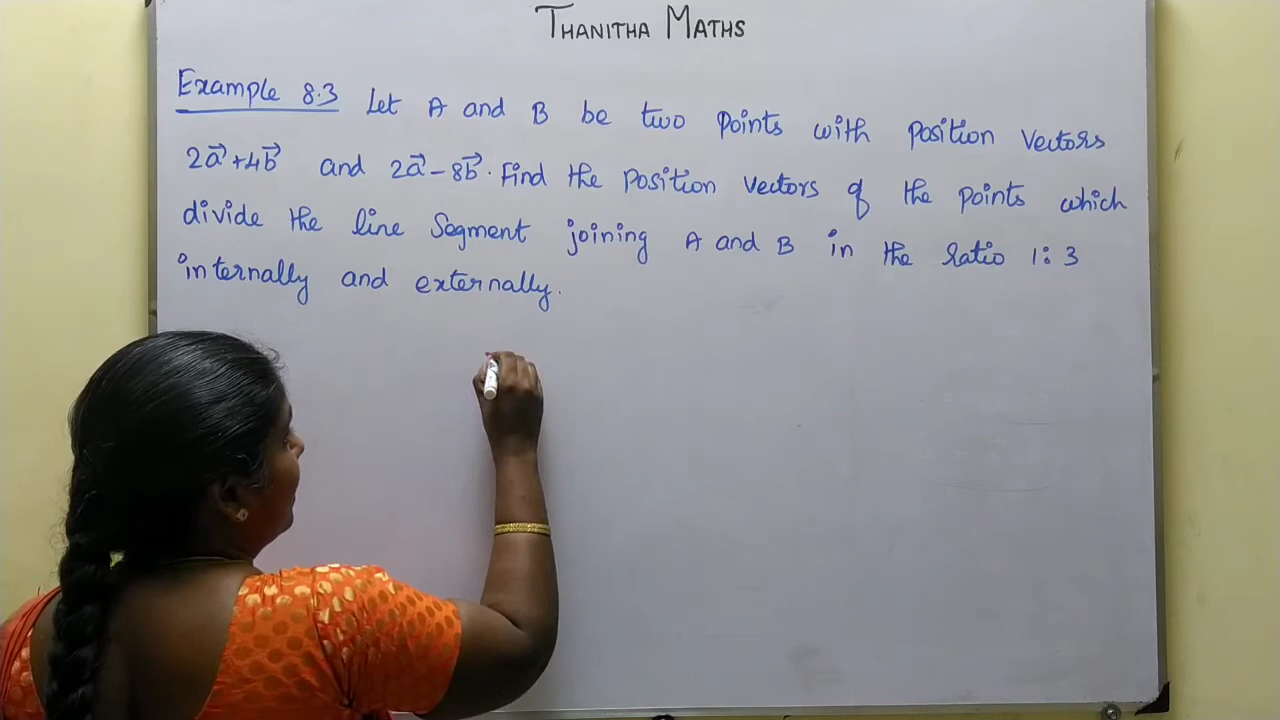 THANITHA MATHS
Example 8.3 Let A and B be two points with position vectors
2a⃗ + 4b⃗ and 2a⃗ - 8b⃗. Find the position vectors of the points which
divide the line segment joining A and B in the ratio 1:3
internally and externally.